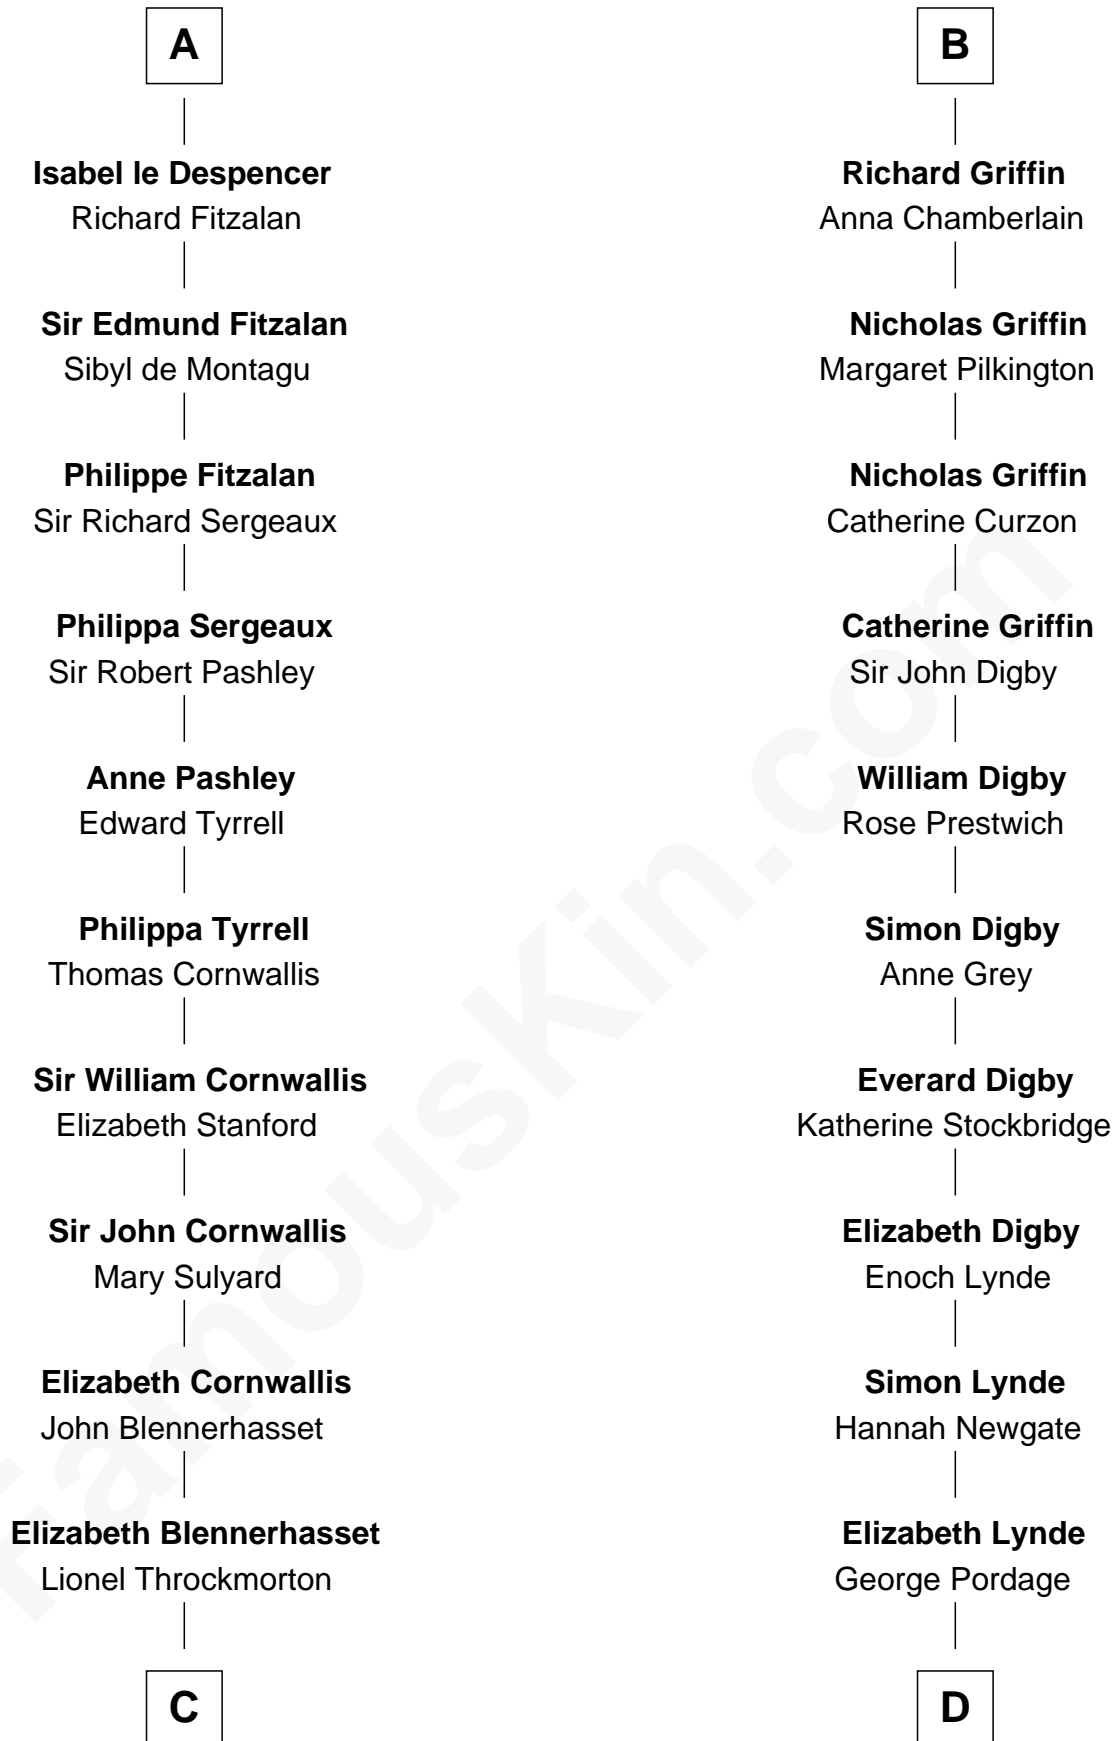 A
Isabel le Despencer
Richard Fitzalan
Sir Edmund Fitzalan
Sibyl de Montagu
Philippe Fitzalan
Sir Richard Sergeaux
Philippa Sergeaux
Sir Robert Pashley
Anne Pashley
Edward Tyrrell
Philippa Tyrrell
Thomas Cornwallis
Sir William Cornwallis
Elizabeth Stanford
Sir John Cornwallis
Mary Sulyard
Elizabeth Cornwallis
John Blennerhasset
Elizabeth Blennerhasset
Lionel Throckmorton
C
B
Richard Griffin
Anna Chamberlain
Nicholas Griffin
Margaret Pilkington
Nicholas Griffin
Catherine Curzon
Catherine Griffin
Sir John Digby
William Digby
Rose Prestwich
Simon Digby
Anne Grey
Everard Digby
Katherine Stockbridge
Elizabeth Digby
Enoch Lynde
Simon Lynde
Hannah Newgate
Elizabeth Lynde
George Pordage
D
FamousKin.com